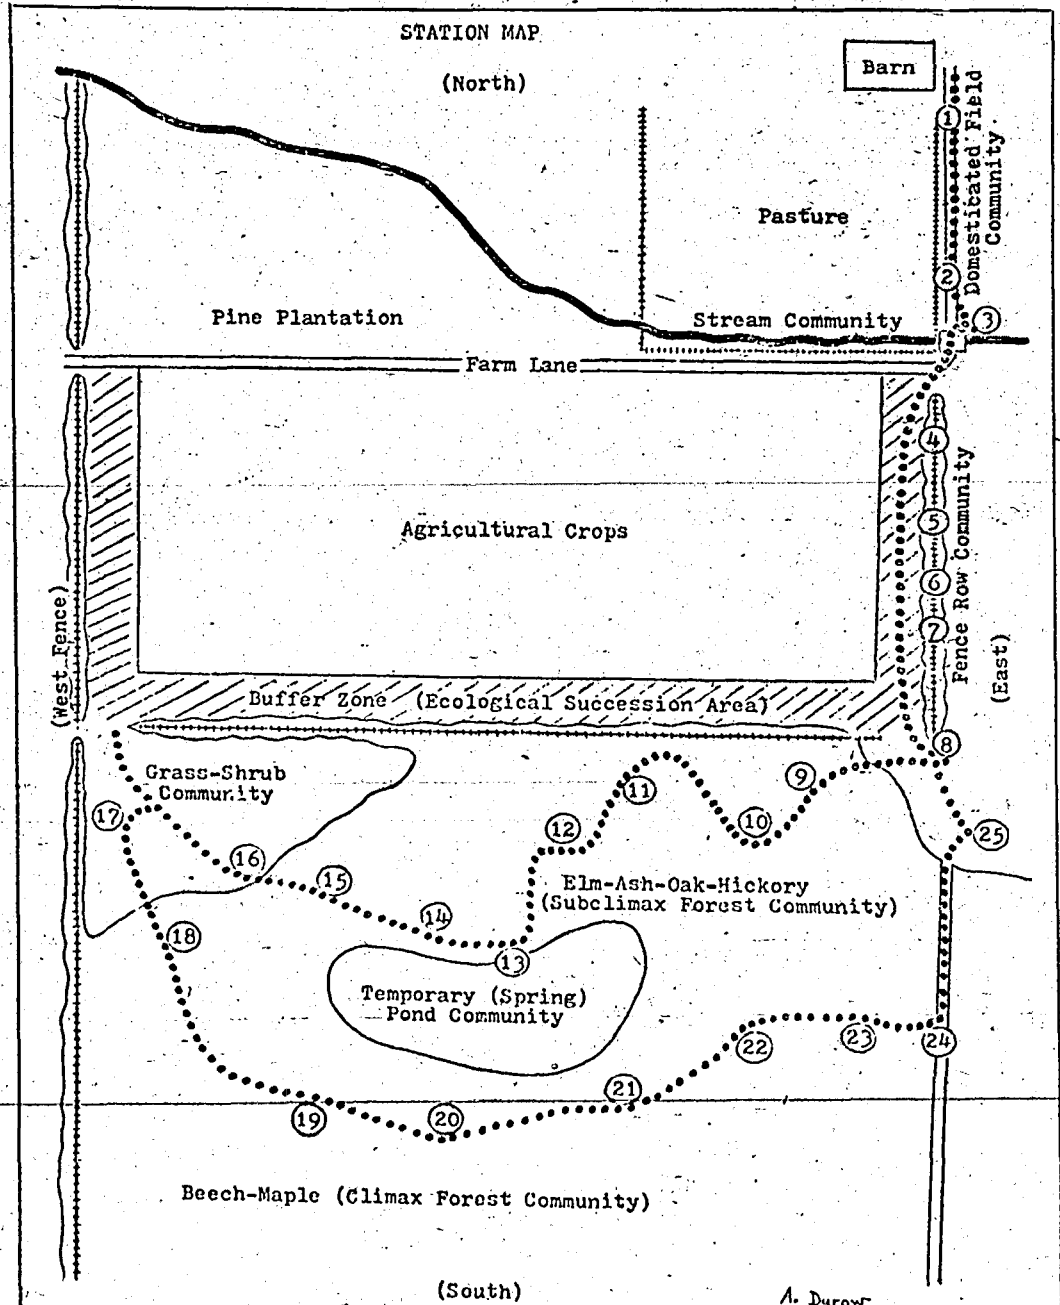 STATION MAP
(North)
Barn
1
Domesticated Field
Community
Pasture
2
3
Pine Plantation
Stream Community
Farm Lane
4
Agricultural Crops
5
6
7
Fence Row Community
(West Fence)
(East)
Buffer Zone (Ecological Succession Area)
8
Grass-Shrub
Community
9
11
10
12
17
16
15
25
Elm-Ash-Oak-Hickory
(Subclimax Forest Community)
14
18
13
Temporary (Spring)
Pond Community
22
23
24
21
19
20
Beech-Maple (Climax Forest Community)
(South)